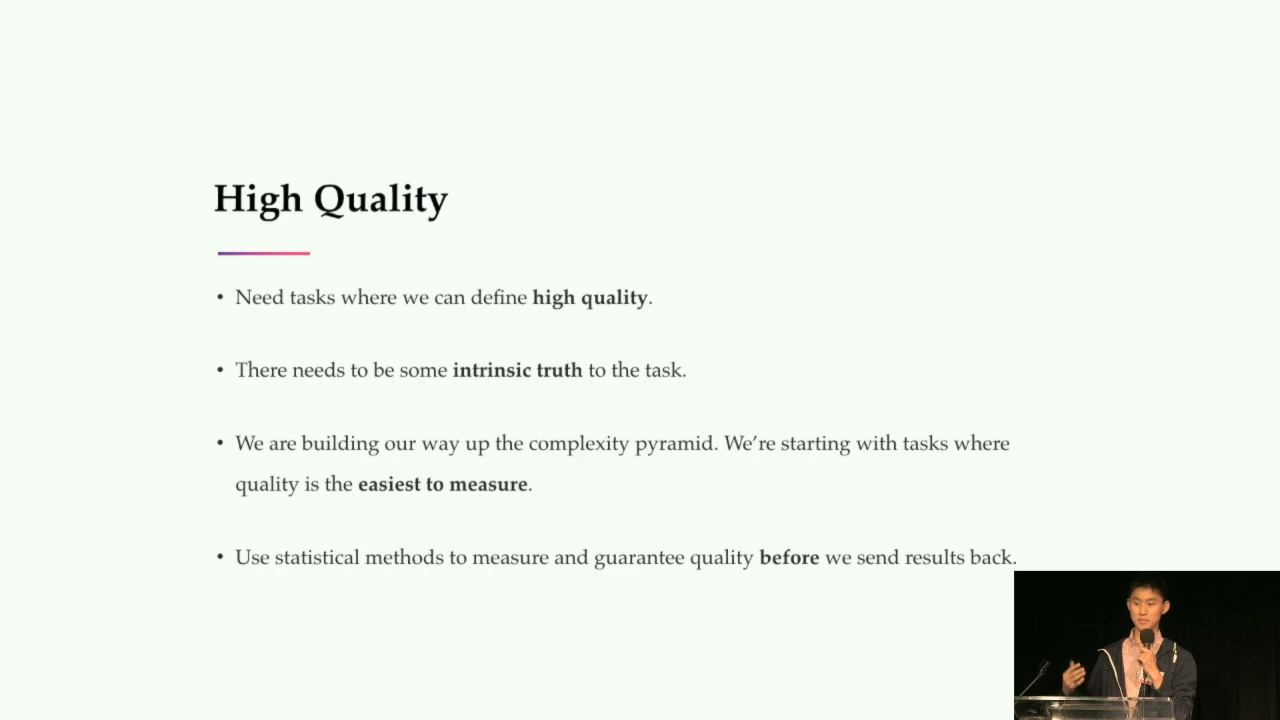 High Quality
• Need tasks where we can define high quality.
• There needs to be some intrinsic truth to the task.
• We are building our way up the complexity pyramid. We’re starting with tasks where
quality is the easiest to measure.
• Use statistical methods to measure and guarantee quality before we send results back.